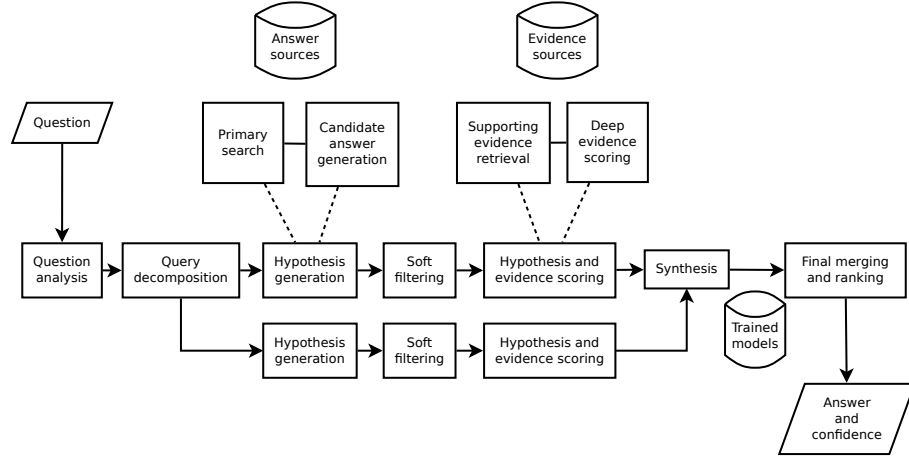 Answer
sources
Evidence
sources
Question
Primary
search
Candidate
answer
generation
Supporting
evidence
retrieval
Deep
evidence
scoring
Question
analysis
Query
decomposition
Hypothesis
generation
Soft
filtering
Hypothesis and
evidence scoring
Synthesis
Final merging
and ranking
Hypothesis
generation
Soft
filtering
Hypothesis and
evidence scoring
Trained
models
Answer
and
confidence